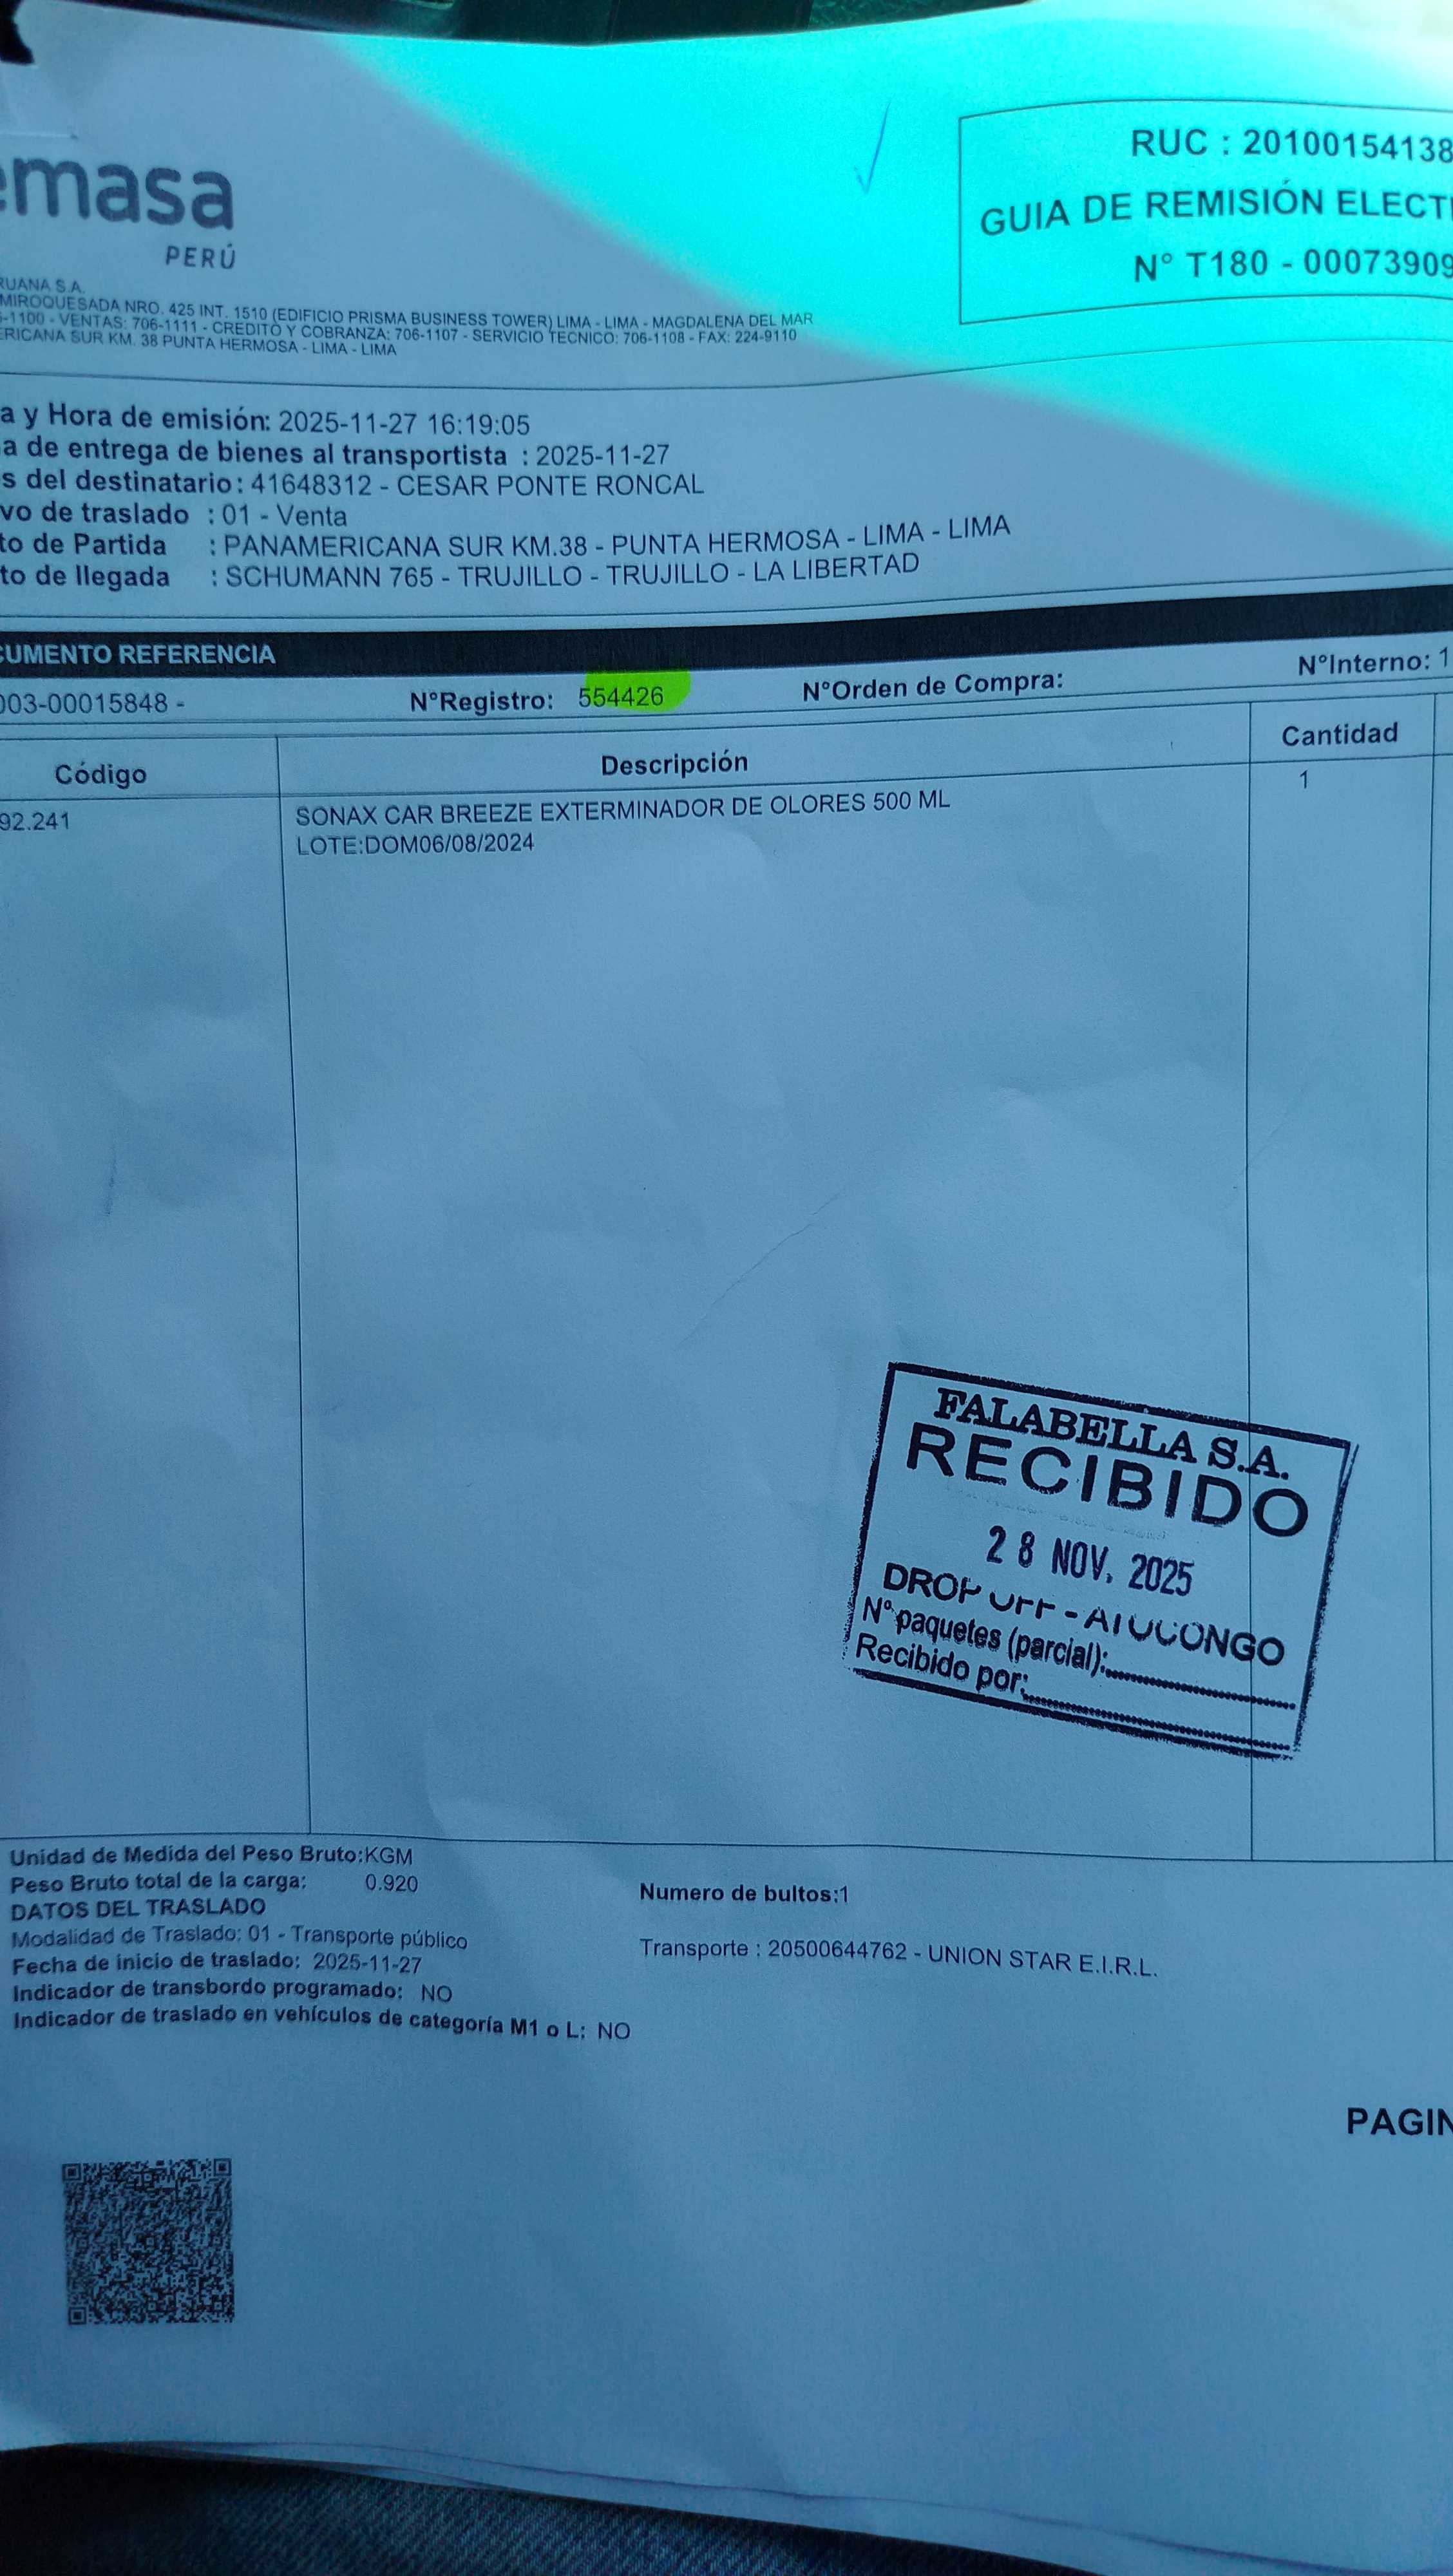 emasa
PERÚ
RUC : 20100154138
GUIA DE REMISIÓN ELECT
N° T180 - 00073909
RUANA S.A.
MIROQUESADA NRO. 425 INT. 1510 (EDIFICIO PRISMA BUSINESS TOWER) LIMA - LIMA - MAGDALENA DEL MAR
-1100 - VENTAS: 706-1111 - CREDITO Y COBRANZA: 706-1107 - SERVICIO TECNICO: 706-1108 - FAX: 224-9110
ERICANA SUR KM. 38 PUNTA HERMOSA - LIMA - LIMA
a y Hora de emisión: 2025-11-27 16:19:05
a de entrega de bienes al transportista : 2025-11-27
s del destinatario: 41648312 - CESAR PONTE RONCAL
vo de traslado : 01 - Venta
to de Partida : PANAMERICANA SUR KM.38 - PUNTA HERMOSA - LIMA - LIMA
to de llegada : SCHUMANN 765 - TRUJILLO - TRUJILLO - LA LIBERTAD
CUMENTO REFERENCIA
003-00015848 - N°Registro: 554426 N°Orden de Compra: N°Interno: 1
Código Descripción Cantidad
92.241 SONAX CAR BREEZE EXTERMINADOR DE OLORES 500 ML 1
LOTE:DOM06/08/2024
FALABELLA S.A.
RECIBIDO
28 NOV. 2025
DROP OFF - ATOCONGO
N° paquetes (parcial):
Recibido por:
Unidad de Medida del Peso Bruto:KGM
Peso Bruto total de la carga: 0.920 Numero de bultos:1
DATOS DEL TRASLADO
Modalidad de Traslado: 01 - Transporte público Transporte : 20500644762 - UNION STAR E.I.R.L.
Fecha de inicio de traslado: 2025-11-27
Indicador de transbordo programado: NO
Indicador de traslado en vehículos de categoría M1 o L: NO
PAGIN